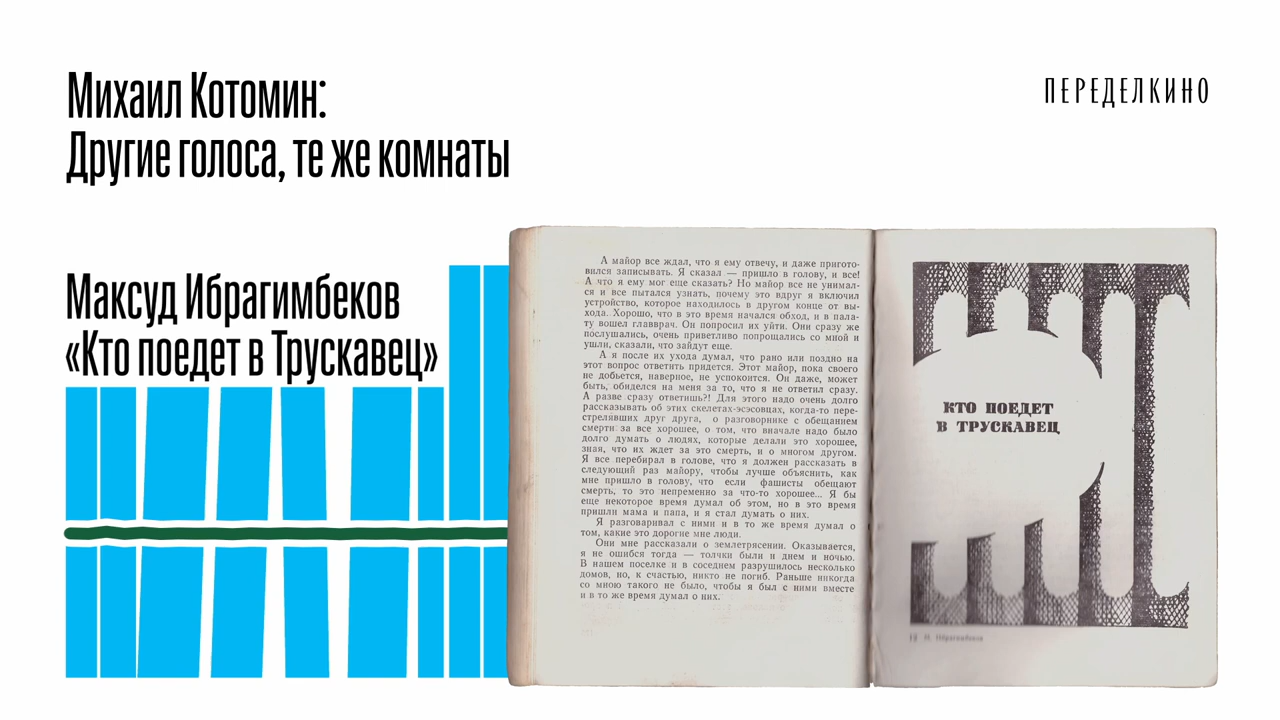 Михаил Котомин:
Другие голоса, те же комнаты
ПЕРЕДЕЛКИНО
Максуд Ибрагимбеков
«Кто поедет в Трускавец»
А майор все ждал, что я ему отвечу, и даже пригото-
вился записывать. Я сказал — пришло в голову, и все!
А что я ему мог еще сказать? Но майор все не унимал-
ся и все пытался узнать, почему это вдруг я включил
устройство, которое находилось в другом конце от вы-
хода. Хорошо, что в это время начался обход, и в пала-
ту вошел главврач. Он попросил их уйти. Они сразу же
послушались, очень приветливо попрощались со мной и
ушли, сказали, что зайдут еще.
А я после их ухода думал, что рано или поздно на
этот вопрос ответить придется. Этот майор, пока своего
не добьется, наверное, не успокоится. Он даже, может
быть, обиделся на меня за то, что я не ответил сразу.
А разве сразу ответишь?! Для этого надо очень долго
рассказывать об этих скелетах-эсэсовцах, когда-то пере-
стрелявших друг друга, о разговорнике с обещанием
смерти за все хорошее, о том, что вначале надо было
долго думать о людях, которые делали это хорошее,
зная, что их ждет за это смерть, и о многом другом.
Я все перебирал в голове, что я должен рассказать в
следующий раз майору, чтобы лучше объяснить, как
мне пришло в голову, что если фашисты обещают
смерть, то это непременно за что-то хорошее... Я бы
еще некоторое время думал об этом, но в это время
пришли мама и папа, и я стал думать о них.
Я разговаривал с ними и в то же время думал о
том, какие это дорогие мне люди.
Они мне рассказали о землетрясении. Оказывается,
я не ошибся тогда — толчки были и днем и ночью.
В нашем поселке и в соседнем разрушилось несколько
домов, но, к счастью, никто не погиб. Раньше никогда
со мною такого не было, чтобы я был с ними вместе
и в то же время думал о них.
КТО ПОЕДЕТ
В ТРУСКАВЕЦ
12 М. Ибрагимбеков